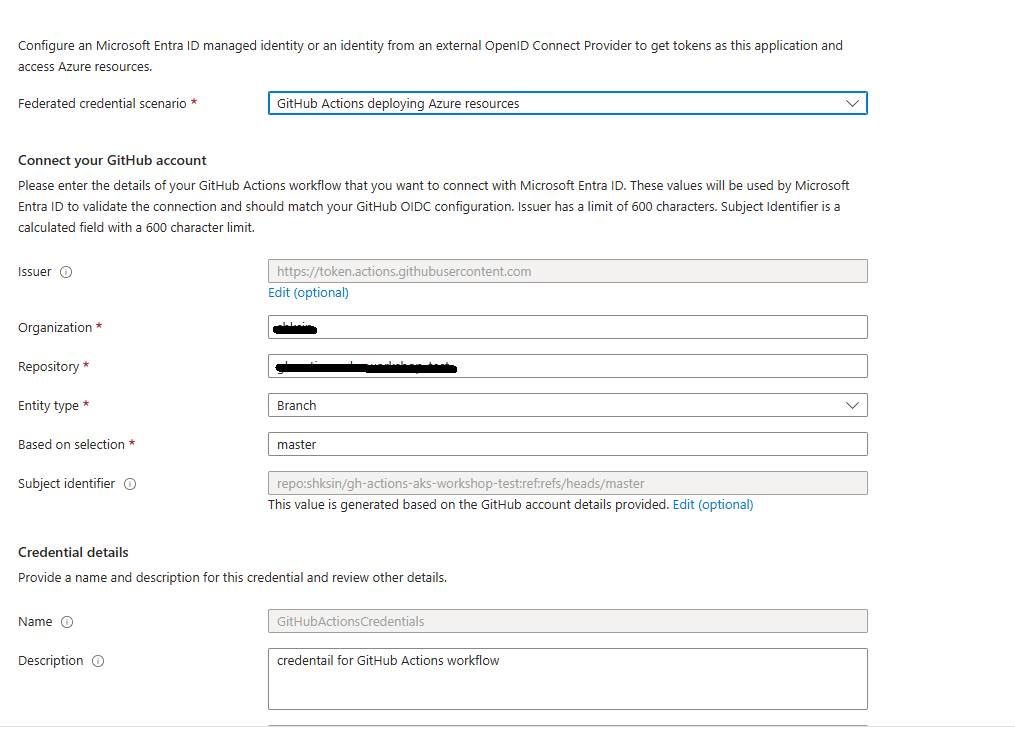 Configure an Microsoft Entra ID managed identity or an identity from an external OpenID Connect Provider to get tokens as this application and
access Azure resources.
Federated credential scenario * GitHub Actions deploying Azure resources
Connect your GitHub account
Please enter the details of your GitHub Actions workflow that you want to connect with Microsoft Entra ID. These values will be used by Microsoft
Entra ID to validate the connection and should match your GitHub OIDC configuration. Issuer has a limit of 600 characters. Subject Identifier is a
calculated field with a 600 character limit.
Issuer https://token.actions.githubusercontent.com
Edit (optional)
Organization *
Repository *
Entity type * Branch
Based on selection * master
Subject identifier repo:shksin/gh-actions-aks-workshop-test:ref:refs/heads/master
This value is generated based on the GitHub account details provided. Edit (optional)
Credential details
Provide a name and description for this credential and review other details.
Name GitHubActionsCredentials
Description credentail for GitHub Actions workflow